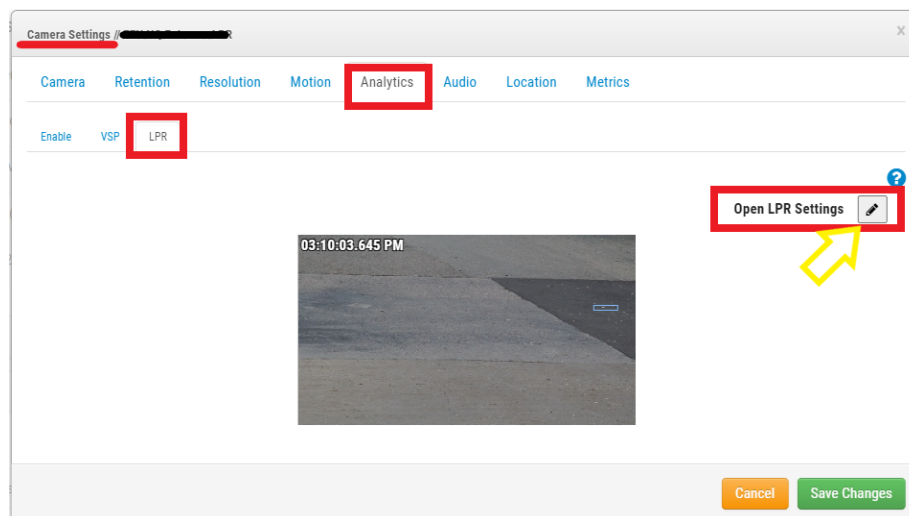 Camera Settings //
x
Camera Retention Resolution Motion Analytics Audio Location Metrics
Enable VSP LPR
?
Open LPR Settings
03:10:03.645 PM
Cancel Save Changes